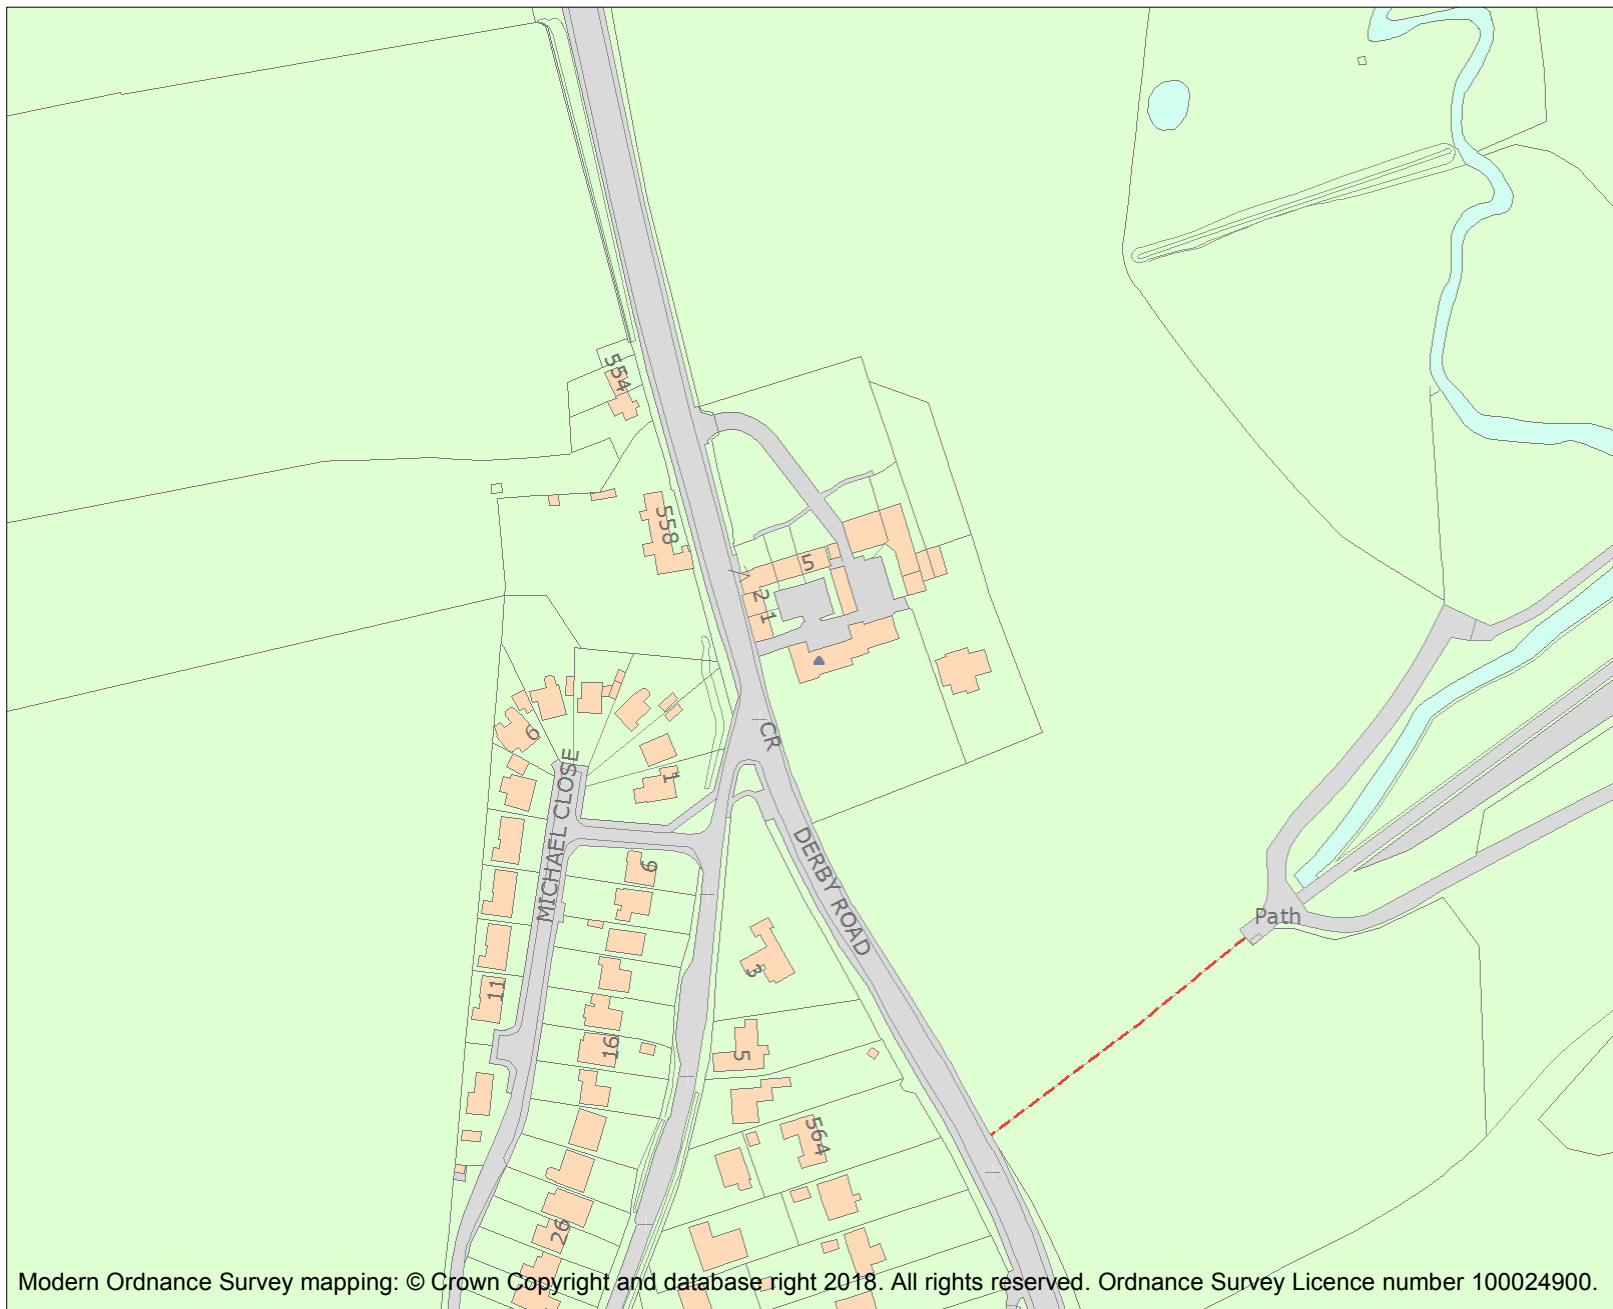 554
558
5
2
1
6
1
CR
MICHAEL CLOSE
DERBY ROAD
9
Path
3
11
16
5
564
26
Modern Ordnance Survey mapping: © Crown Copyright and database right 2018. All rights reserved. Ordnance Survey Licence number 100024900.